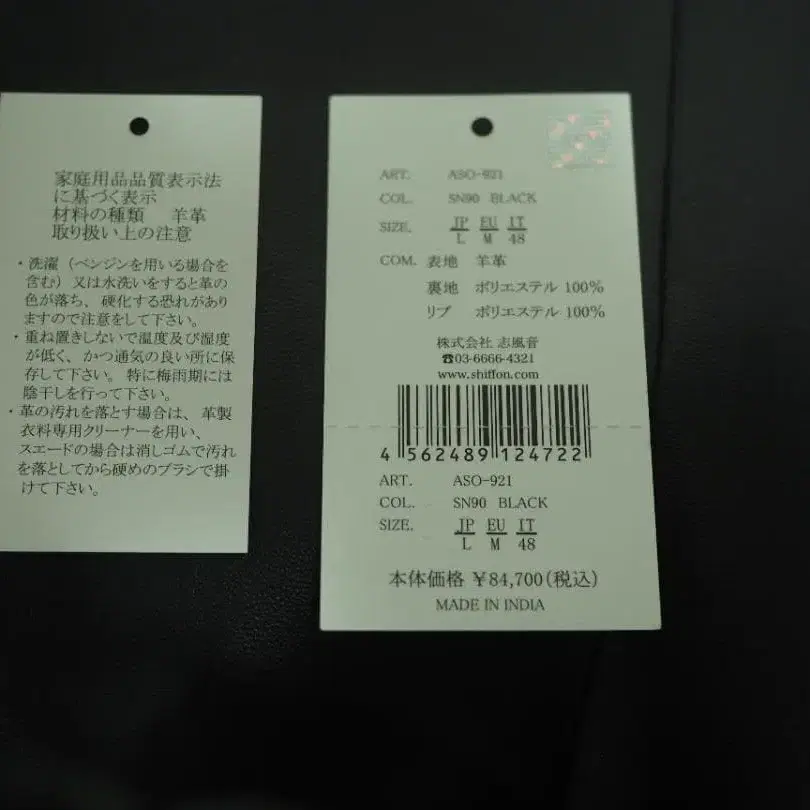 家庭用品品質表示法
に基づく表示
材料の種類　羊革
取り扱い上の注意
・洗濯（ベンジンを用いる場合を
含む）又は水洗いをすると革の
色が落ち、硬化する恐れがあり
ますので注意をして下さい。
・重ね置きしないで温度及び湿度
が低く、かつ通気の良い所に保
存して下さい。特に梅雨期には
陰干しを行って下さい。
・革の汚れを落とす場合は、革製
衣料専用クリーナーを用い、
スエードの場合は消しゴムで汚れ
を落としてから硬めのブラシで掛
けて下さい。
ART. ASO-921
COL. SN90 BLACK
SIZE. JP EU IT
L M 48
COM. 表地 羊革
裏地 ポリエステル 100%
リブ ポリエステル 100%
株式会社 志風音
☎03-6666-4321
www.shiffon.com
4 562489 124722
ART. ASO-921
COL. SN90 BLACK
SIZE. JP EU IT
L M 48
本体価格 ￥84,700(税込)
MADE IN INDIA